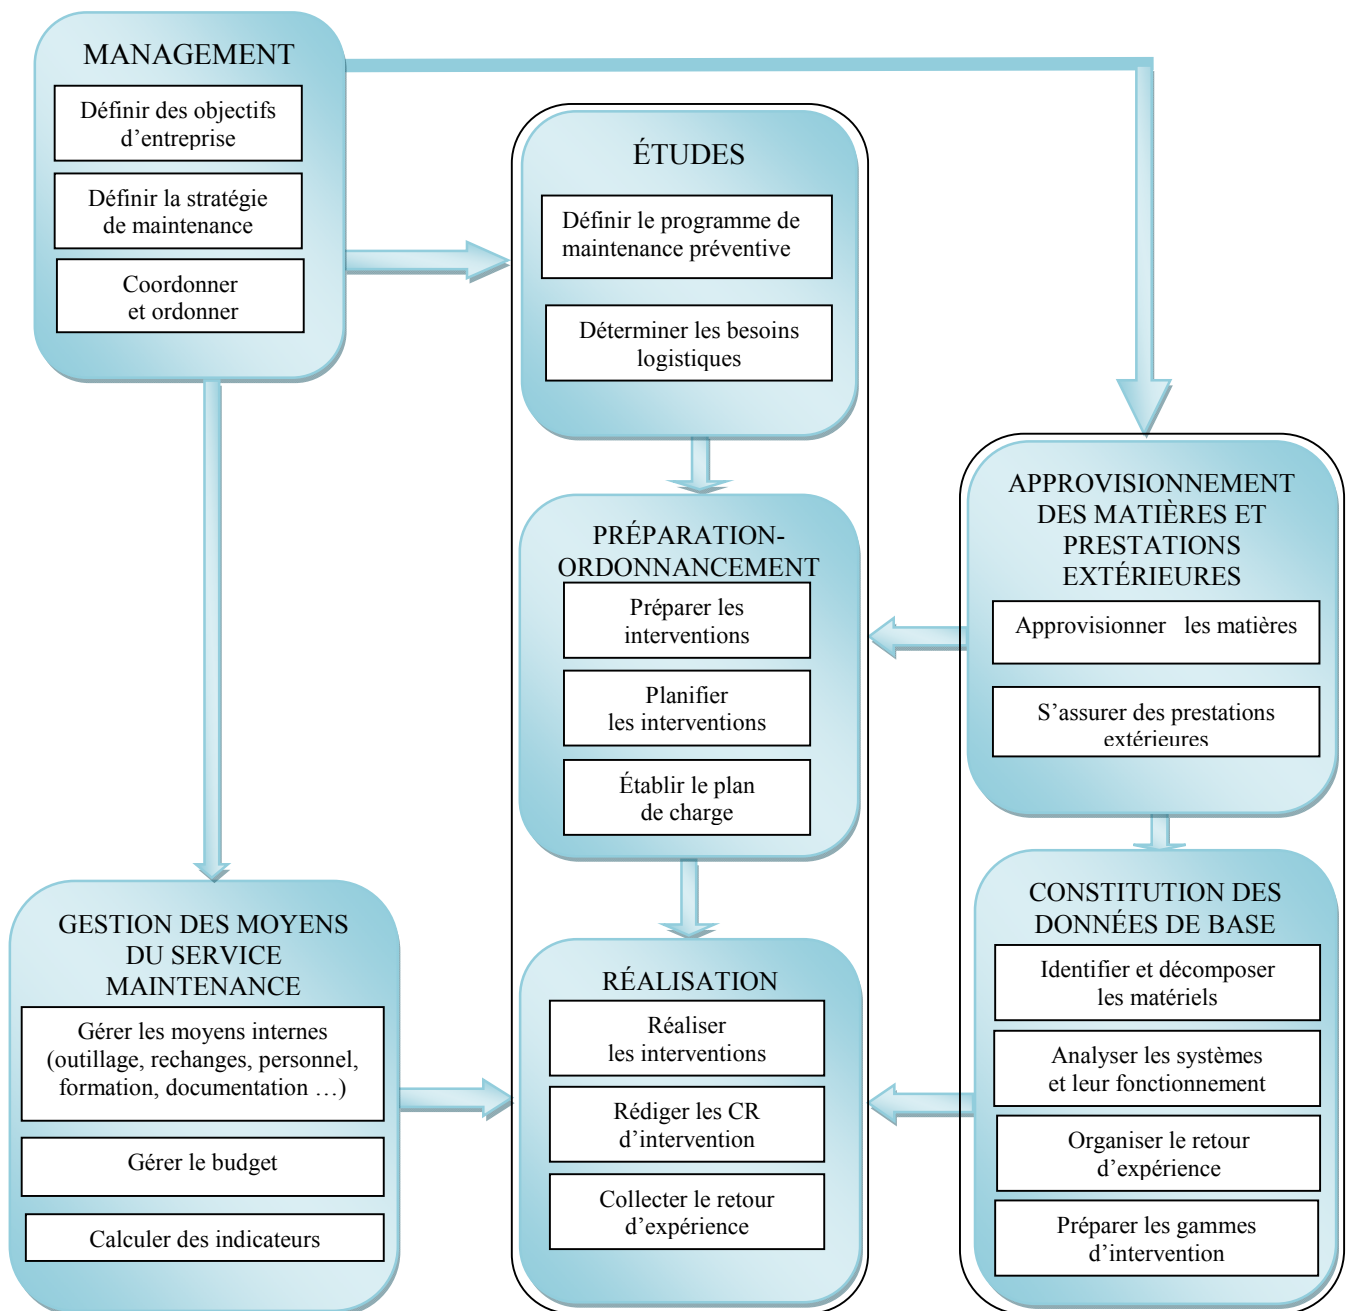 MANAGEMENT
Définir des objectifs
d’entreprise
Définir la stratégie
de maintenance
Coordonner
et ordonner
ÉTUDES
Définir le programme de
maintenance préventive
Déterminer les besoins
logistiques
PRÉPARATION-
ORDONNANCEMENT
Préparer les
interventions
Planifier
les interventions
Établir le plan
de charge
APPROVISIONNEMENT
DES MATIÈRES ET
PRESTATIONS
EXTÉRIEURES
Approvisionner les matières
S’assurer des prestations
extérieures
GESTION DES MOYENS
DU SERVICE
MAINTENANCE
Gérer les moyens internes
(outillage, rechanges, personnel,
formation, documentation …)
Gérer le budget
Calculer des indicateurs
RÉALISATION
Réaliser
les interventions
Rédiger les CR
d’intervention
Collecter le retour
d’expérience
CONSTITUTION DES
DONNÉES DE BASE
Identifier et décomposer
les matériels
Analyser les systèmes
et leur fonctionnement
Organiser le retour
d’expérience
Préparer les gammes
d’intervention